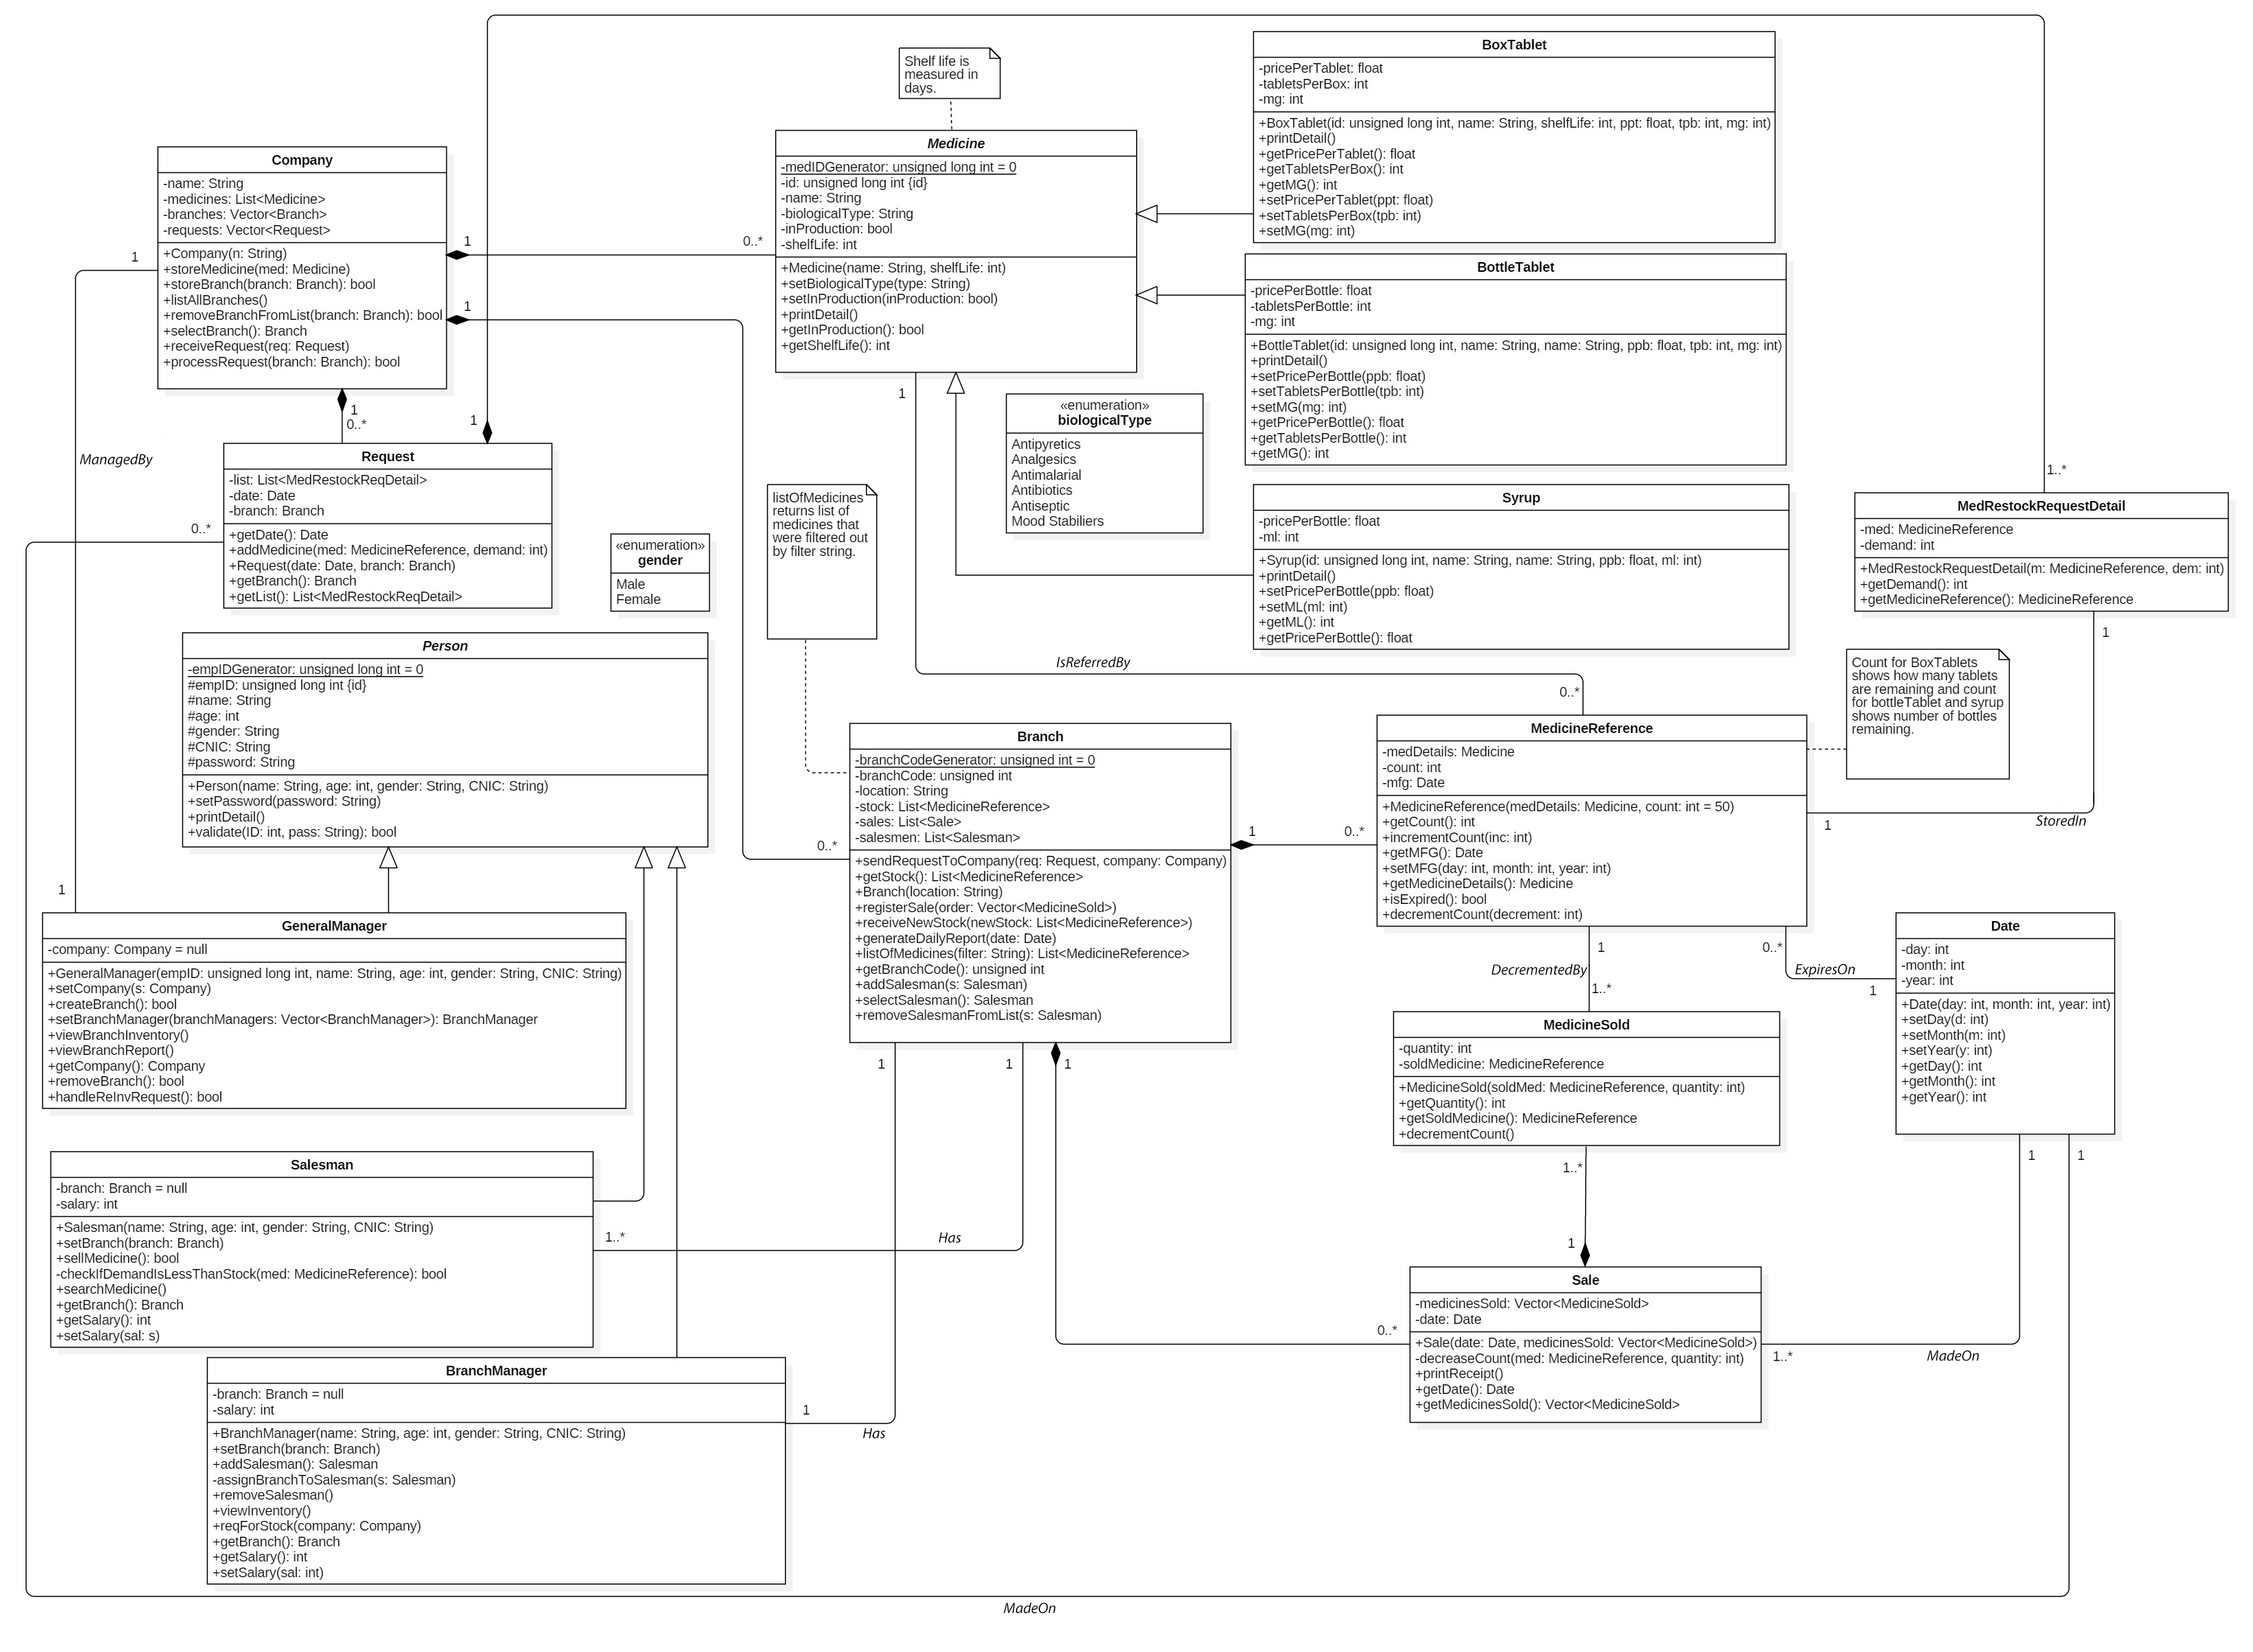 Shelf life is
measured in
days.
BoxTablet
-pricePerTablet: float
-tabletsPerBox: int
-mg: int
+BoxTablet(id: unsigned long int, name: String, shelfLife: int, ppt: float, tpb: int, mg: int)
+printDetail()
+getPricePerTablet(): float
+getTabletsPerBox(): int
+getMG(): int
+setPricePerTablet(ppt: float)
+setTabletsPerBox(tpb: int)
+setMG(mg: int)
Company
-name: String
-medicines: List<Medicine>
-branches: Vector<Branch>
-requests: Vector<Request>
+Company(n: String)
+storeMedicine(med: Medicine)
+storeBranch(branch: Branch): bool
+listAllBranches()
+removeBranchFromList(branch: Branch): bool
+selectBranch(): Branch
+receiveRequest(req: Request)
+processRequest(branch: Branch): bool
1
1
0..*
1
1
0..*
1
ManagedBy
Medicine
-medIDGenerator: unsigned long int = 0
-id: unsigned long int {id}
-name: String
-biologicalType: String
-inProduction: bool
-shelfLife: int
+Medicine(name: String, shelfLife: int)
+setBiologicalType(type: String)
+setInProduction(inProduction: bool)
+printDetail()
+getInProduction(): bool
+getShelfLife(): int
1
BottleTablet
-pricePerBottle: float
-tabletsPerBottle: int
-mg: int
+BottleTablet(id: unsigned long int, name: String, name: String, ppb: float, tpb: int, mg: int)
+printDetail()
+setPricePerBottle(ppb: float)
+setTabletsPerBottle(tpb: int)
+setMG(mg: int)
+getPricePerBottle(): float
+getTabletsPerBottle(): int
+getMG(): int
«enumeration»
biologicalType
Antipyretics
Analgesics
Antimalarial
Antibiotics
Antiseptic
Mood Stabiliers
Request
-list: List<MedRestockReqDetail>
-date: Date
-branch: Branch
+getDate(): Date
+addMedicine(med: MedicineReference, demand: int)
+Request(date: Date, branch: Branch)
+getBranch(): Branch
+getList(): List<MedRestockReqDetail>
0..*
«enumeration»
gender
Male
Female
listOfMedicines
returns list of
medicines that
were filtered out
by filter string.
Syrup
-pricePerBottle: float
-ml: int
+Syrup(id: unsigned long int, name: String, name: String, ppb: float, ml: int)
+printDetail()
+setPricePerBottle(ppb: float)
+setML(ml: int)
+getML(): int
+getPricePerBottle(): float
1..*
MedRestockRequestDetail
-med: MedicineReference
-demand: int
+MedRestockRequestDetail(m: MedicineReference, dem: int)
+getDemand(): int
+getMedicineReference(): MedicineReference
1
Person
-empIDGenerator: unsigned long int = 0
#empID: unsigned long int {id}
#name: String
#age: int
#gender: String
#CNIC: String
#password: String
+Person(name: String, age: int, gender: String, CNIC: String)
+setPassword(password: String)
+printDetail()
+validate(ID: int, pass: String): bool
IsReferredBy
0..*
Count for BoxTablets
shows how many tablets
are remaining and count
for bottleTablet and syrup
shows number of bottles
remaining.
Branch
-branchCodeGenerator: unsigned int = 0
-branchCode: unsigned int
-location: String
-stock: List<MedicineReference>
-sales: List<Sale>
-salesmen: List<Salesman>
+sendRequestToCompany(req: Request, company: Company)
+getStock(): List<MedicineReference>
+Branch(location: String)
+registerSale(order: Vector<MedicineSold>)
+receiveNewStock(newStock: List<MedicineReference>)
+generateDailyReport(date: Date)
+listOfMedicines(filter: String): List<MedicineReference>
+getBranchCode(): unsigned int
+addSalesman(s: Salesman)
+selectSalesman(): Salesman
+removeSalesmanFromList(s: Salesman)
0..*
1
0..*
1
1
1
MedicineReference
-medDetails: Medicine
-count: int
-mfg: Date
+MedicineReference(medDetails: Medicine, count: int = 50)
+getCount(): int
+incrementCount(inc: int)
+getMFG(): Date
+setMFG(day: int, month: int, year: int)
+getMedicineDetails(): Medicine
+isExpired(): bool
+decrementCount(decrement: int)
1
StoredIn
1
DecrementedBy
1..*
0..*
ExpiresOn
1
Date
-day: int
-month: int
-year: int
+Date(day: int, month: int, year: int)
+setDay(d: int)
+setMonth(m: int)
+setYear(y: int)
+getDay(): int
+getMonth(): int
+getYear(): int
1
1
1
GeneralManager
-company: Company = null
+GeneralManager(empID: unsigned long int, name: String, age: int, gender: String, CNIC: String)
+setCompany(s: Company)
+createBranch(): bool
+setBranchManager(branchManagers: Vector<BranchManager>): BranchManager
+viewBranchInventory()
+viewBranchReport()
+getCompany(): Company
+removeBranch(): bool
+handleReInvRequest(): bool
MedicineSold
-quantity: int
-soldMedicine: MedicineReference
+MedicineSold(soldMed: MedicineReference, quantity: int)
+getQuantity(): int
+getSoldMedicine(): MedicineReference
+decrementCount()
1..*
1
Salesman
-branch: Branch = null
-salary: int
+Salesman(name: String, age: int, gender: String, CNIC: String)
+setBranch(branch: Branch)
+sellMedicine(): bool
-checkIfDemandIsLessThanStock(med: MedicineReference): bool
+searchMedicine()
+getBranch(): Branch
+getSalary(): int
+setSalary(sal: s)
1..*
Has
Sale
-medicinesSold: Vector<MedicineSold>
-date: Date
+Sale(date: Date, medicinesSold: Vector<MedicineSold>)
-decreaseCount(med: MedicineReference, quantity: int)
+printReceipt()
+getDate(): Date
+getMedicinesSold(): Vector<MedicineSold>
0..*
1..*
MadeOn
BranchManager
-branch: Branch = null
-salary: int
+BranchManager(name: String, age: int, gender: String, CNIC: String)
+setBranch(branch: Branch)
+addSalesman(): Salesman
-assignBranchToSalesman(s: Salesman)
+removeSalesman()
+viewInventory()
+reqForStock(company: Company)
+getBranch(): Branch
+getSalary(): int
+setSalary(sal: int)
1
Has
MadeOn